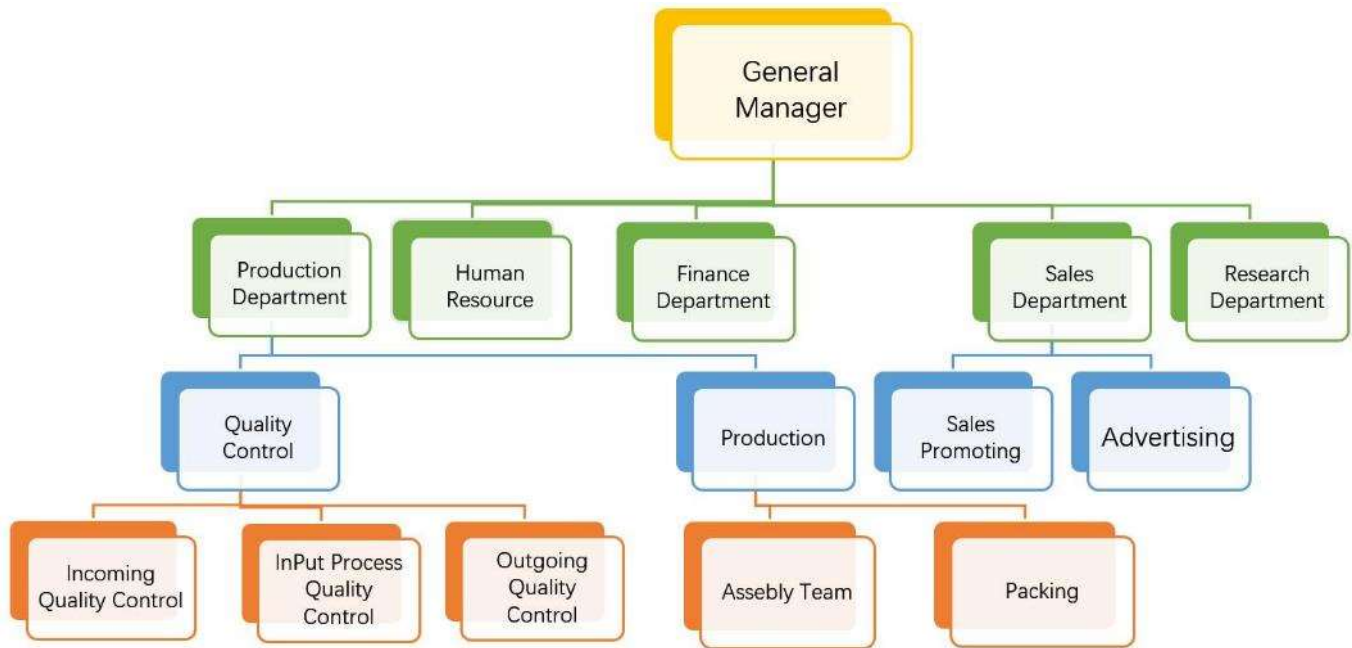 General
Manager
Production
Department
Human
Resource
Finance
Department
Sales
Department
Research
Department
Quality
Control
Production
Sales
Promoting
Advertising
Incoming
Quality Control
InPut Process
Quality
Control
Outgoing
Quality
Control
Assebly Team
Packing